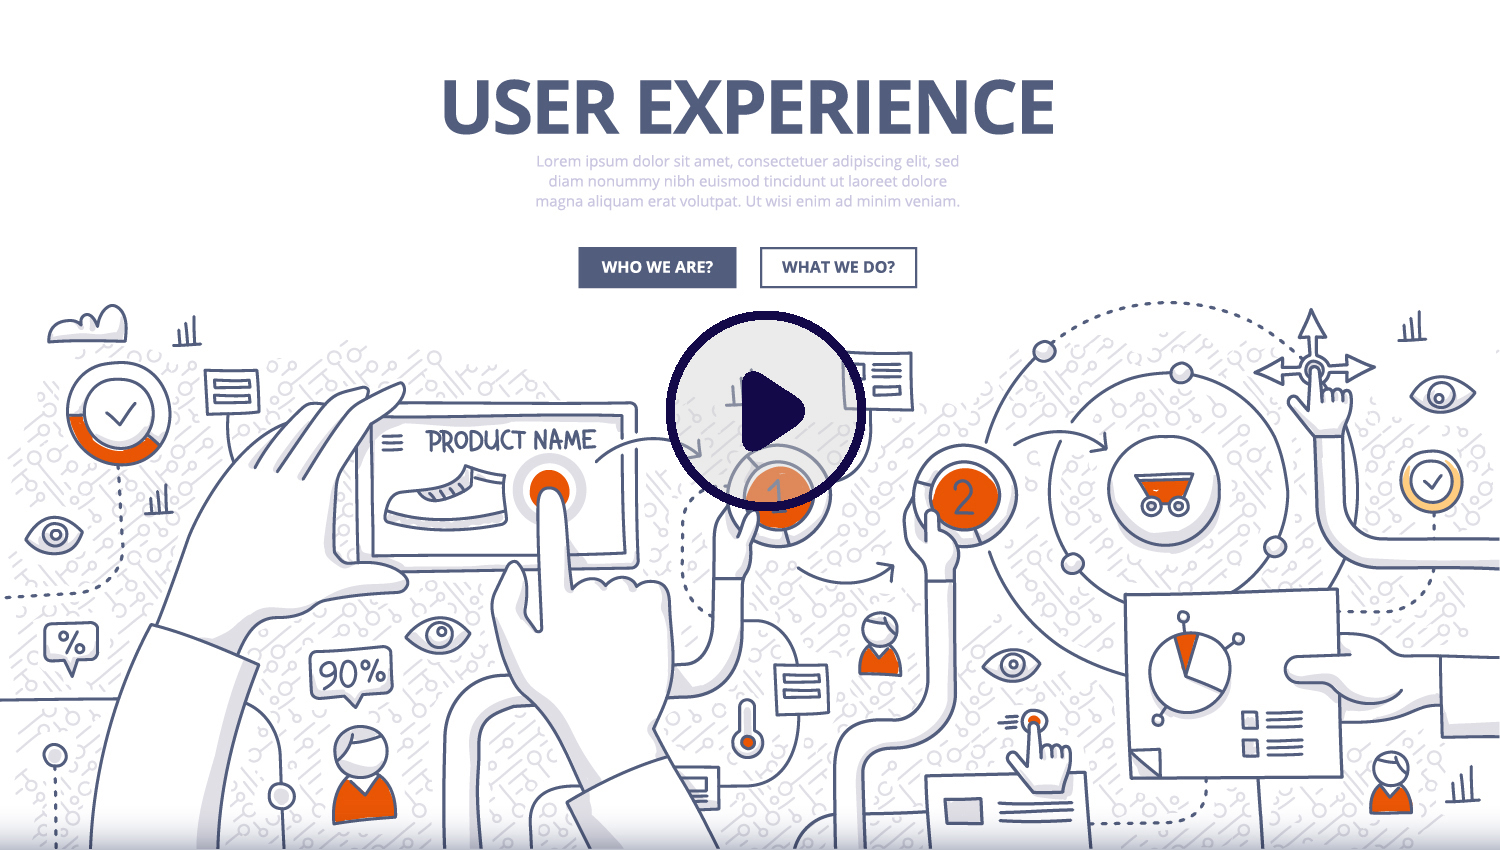 USER EXPERIENCE
Lorem ipsum dolor sit amet, consectetuer adipiscing elit, sed
diam nonummy nibh euismod tincidunt ut laoreet dolore
magna aliquam erat volutpat. Ut wisi enim ad minim veniam.
WHO WE ARE?
WHAT WE DO?
PRODUCT NAME
1
2
%
90%